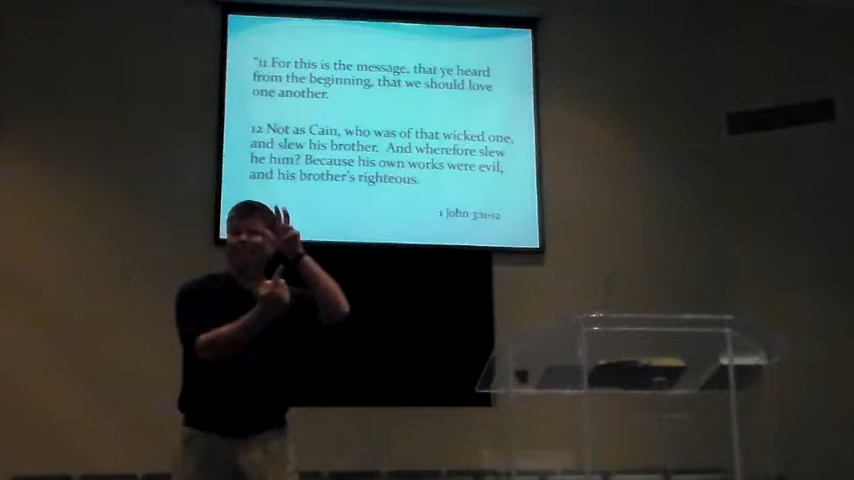 "11 For this is the message, that ye heard
from the beginning, that we should love
one another.
12 Not as Cain, who was of that wicked one,
and slew his brother. And wherefore slew
he him? Because his own works were evil,
and his brother's righteous.
1 John 3:11-12